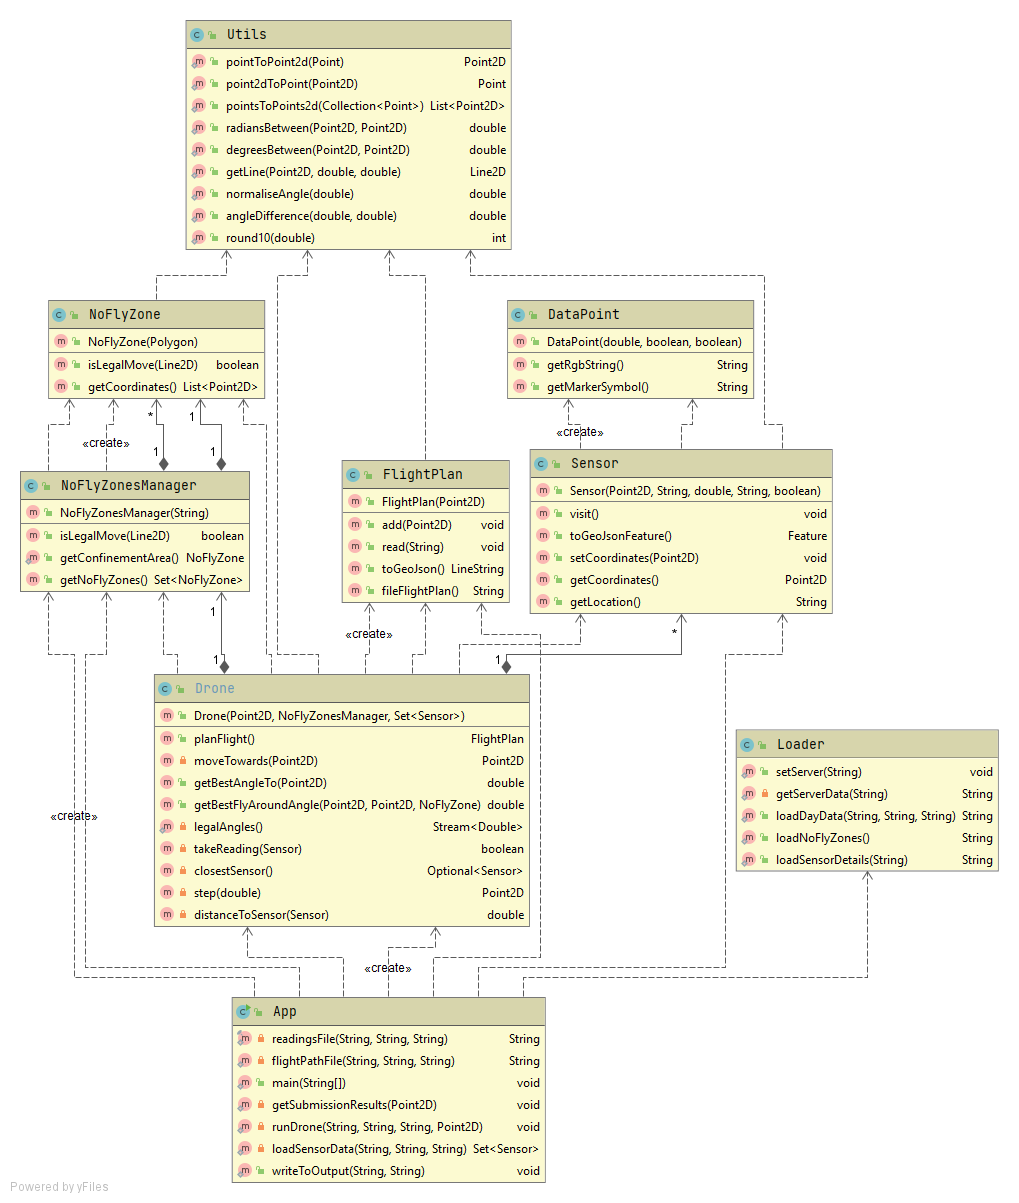 Utils
pointToPoint2d(Point) Point2D
point2dToPoint(Point2D) Point
pointsToPoints2d(Collection<Point>) List<Point2D>
radiansBetween(Point2D, Point2D) double
degreesBetween(Point2D, Point2D) double
getLine(Point2D, double, double) Line2D
normaliseAngle(double) double
angleDifference(double, double) double
round10(double) int
NoFlyZone
NoFlyZone(Polygon)
isLegalMove(Line2D) boolean
getCoordinates() List<Point2D>
DataPoint
DataPoint(double, boolean, boolean)
getRgbString() String
getMarkerSymbol() String
* 1
«create»
1 1
«create»
NoFlyZonesManager
NoFlyZonesManager(String)
isLegalMove(Line2D) boolean
getConfinementArea() NoFlyZone
getNoFlyZones() Set<NoFlyZone>
FlightPlan
FlightPlan(Point2D)
add(Point2D) void
read(String) void
toGeoJson() LineString
fileFlightPlan() String
Sensor
Sensor(Point2D, String, double, String, boolean)
visit() void
toGeoJsonFeature() Feature
setCoordinates(Point2D) void
getCoordinates() Point2D
getLocation() String
1
«create»
*
1
1
Drone
Drone(Point2D, NoFlyZonesManager, Set<Sensor>)
planFlight() FlightPlan
moveTowards(Point2D) Point2D
getBestAngleTo(Point2D) double
getBestFlyAroundAngle(Point2D, Point2D, NoFlyZone) double
legalAngles() Stream<Double>
takeReading(Sensor) boolean
closestSensor() Optional<Sensor>
step(double) Point2D
distanceToSensor(Sensor) double
Loader
setServer(String) void
getServerData(String) String
loadDayData(String, String, String) String
loadNoFlyZones() String
loadSensorDetails(String) String
«create»
«create»
App
readingsFile(String, String, String) String
flightPathFile(String, String, String) String
main(String[]) void
getSubmissionResults(Point2D) void
runDrone(String, String, String, Point2D) void
loadSensorData(String, String, String) Set<Sensor>
writeToOutput(String, String) void
Powered by yFiles